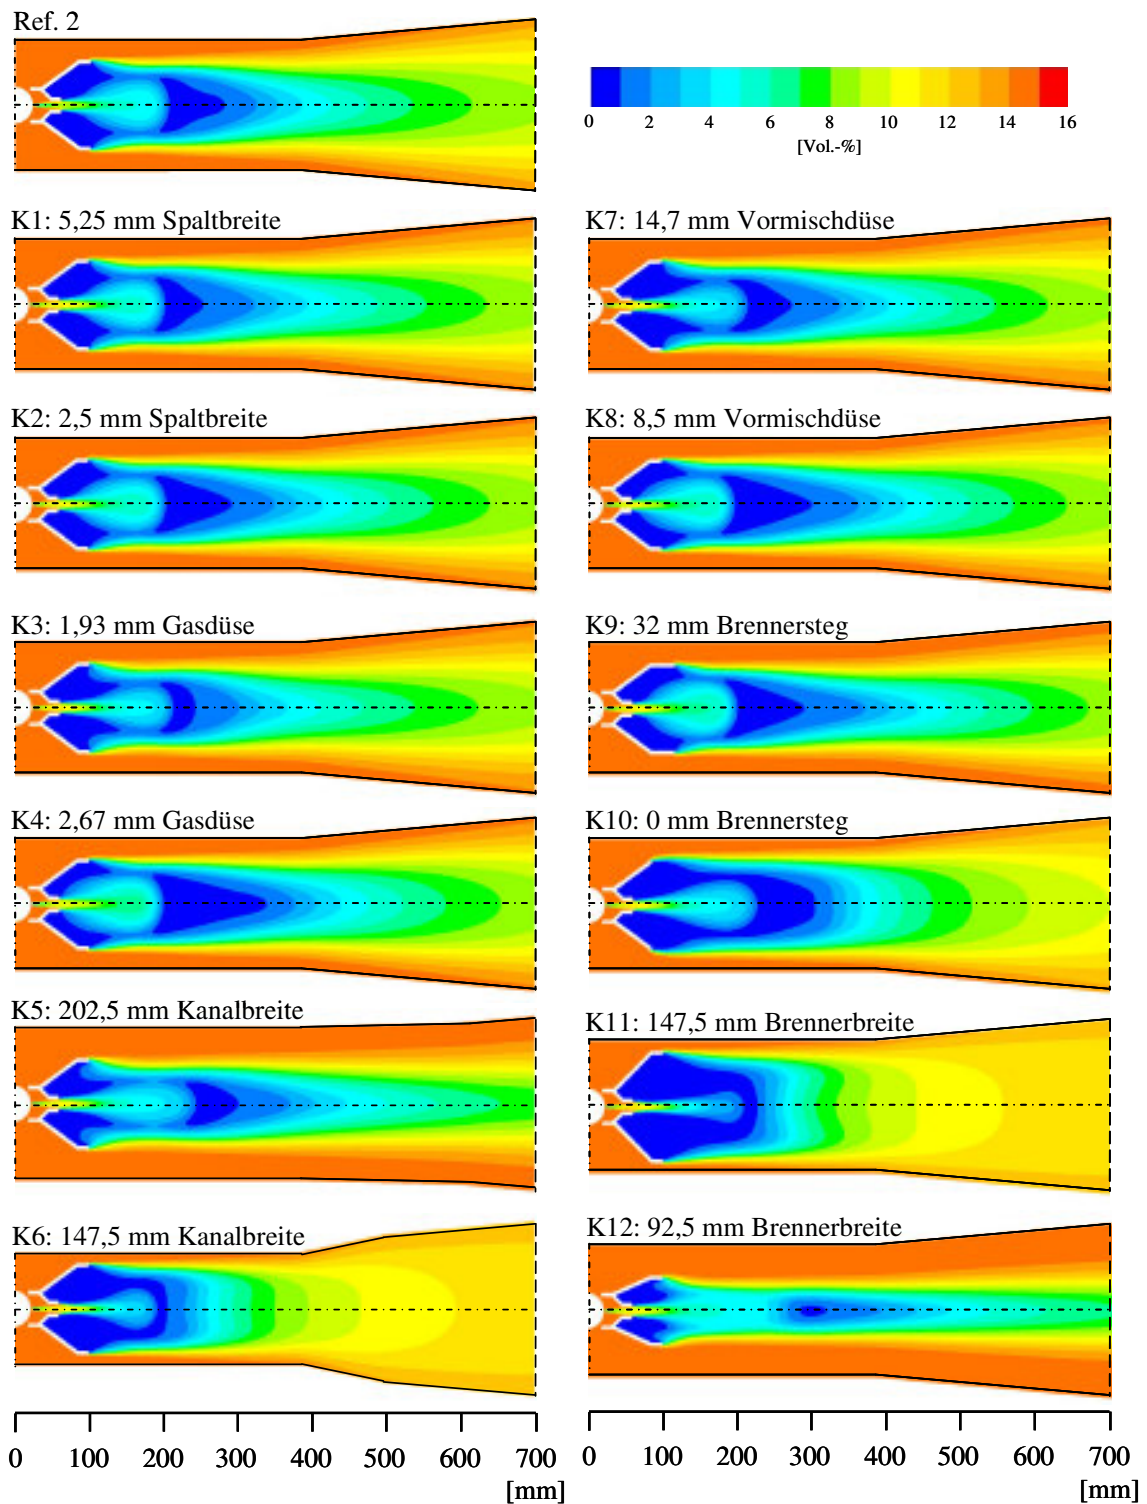 Ref. 2
0 2 4 6 8 10 12 14 16
[Vol.-%]
K1: 5,25 mm Spaltbreite
K7: 14,7 mm Vormischdüse
K2: 2,5 mm Spaltbreite
K8: 8,5 mm Vormischdüse
K3: 1,93 mm Gasdüse
K9: 32 mm Brennersteg
K4: 2,67 mm Gasdüse
K10: 0 mm Brennersteg
K5: 202,5 mm Kanalbreite
K11: 147,5 mm Brennerbreite
K6: 147,5 mm Kanalbreite
K12: 92,5 mm Brennerbreite
0 100 200 300 400 500 600 700
[mm]
0 100 200 300 400 500 600 700
[mm]